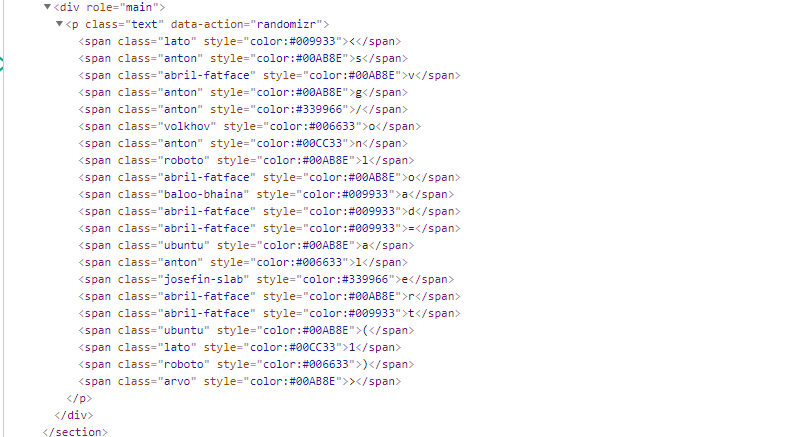 ▼<div role="main">
▼<p class="text" data-action="randomizr">
<span class="lato" style="color:#009933"><</span>
<span class="anton" style="color:#00AB8E">s</span>
<span class="abril-fatface" style="color:#00AB8E">v</span>
<span class="anton" style="color:#00AB8E">g</span>
<span class="anton" style="color:#339966">/</span>
<span class="volkhov" style="color:#006633">o</span>
<span class="anton" style="color:#00CC33">n</span>
<span class="roboto" style="color:#00AB8E">l</span>
<span class="abril-fatface" style="color:#00AB8E">o</span>
<span class="baloo-bhaina" style="color:#009933">a</span>
<span class="abril-fatface" style="color:#009933">d</span>
<span class="abril-fatface" style="color:#009933">=</span>
<span class="ubuntu" style="color:#00AB8E">a</span>
<span class="anton" style="color:#006633">l</span>
<span class="josefin-slab" style="color:#339966">e</span>
<span class="abril-fatface" style="color:#00AB8E">r</span>
<span class="abril-fatface" style="color:#009933">t</span>
<span class="ubuntu" style="color:#00AB8E">(</span>
<span class="lato" style="color:#00CC33">1</span>
<span class="roboto" style="color:#006633">)</span>
<span class="arvo" style="color:#00AB8E">></span>
</p>
</div>
</section>